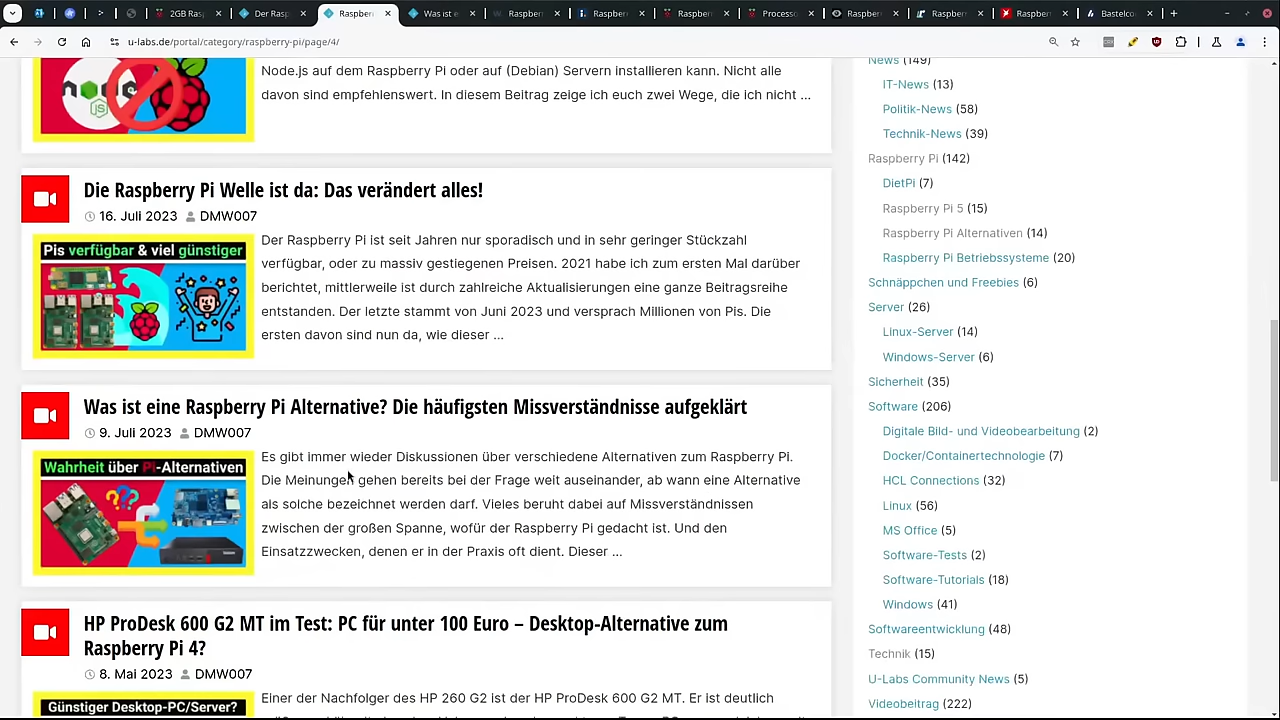 2GB Ras
Der Ras
Raspber
Was ist e
Raspber
Raspber
Raspber
Processo
Raspber
Raspber
Raspber
Bastelco
u-labs.de/portal/category/raspberry-pi/page/4/
Node.js auf dem Raspberry Pi oder auf (Debian) Servern installieren kann. Nicht alle
davon sind empfehlenswert. In diesem Beitrag zeige ich euch zwei Wege, die ich nicht ...
Die Raspberry Pi Welle ist da: Das verändert alles!
16. Juli 2023 DMW007
Pis verfügbar & viel günstiger
Der Raspberry Pi ist seit Jahren nur sporadisch und in sehr geringer Stückzahl
verfügbar, oder zu massiv gestiegenen Preisen. 2021 habe ich zum ersten Mal darüber
berichtet, mittlerweile ist durch zahlreiche Aktualisierungen eine ganze Beitragsreihe
entstanden. Der letzte stammt von Juni 2023 und versprach Millionen von Pis. Die
ersten davon sind nun da, wie dieser ...
Was ist eine Raspberry Pi Alternative? Die häufigsten Missverständnisse aufgeklärt
9. Juli 2023 DMW007
Wahrheit über Pi-Alternativen
Es gibt immer wieder Diskussionen über verschiedene Alternativen zum Raspberry Pi.
Die Meinungen gehen bereits bei der Frage weit auseinander, ab wann eine Alternative
als solche bezeichnet werden darf. Vieles beruht dabei auf Missverständnissen
zwischen der großen Spanne, wofür der Raspberry Pi gedacht ist. Und den
Einsatzzwecken, denen er in der Praxis oft dient. Dieser ...
HP ProDesk 600 G2 MT im Test: PC für unter 100 Euro – Desktop-Alternative zum
Raspberry Pi 4?
8. Mai 2023 DMW007
Günstiger Desktop-PC/Server?
Einer der Nachfolger des HP 260 G2 ist der HP ProDesk 600 G2 MT. Er ist deutlich
News (149)
IT-News (13)
Politik-News (58)
Technik-News (39)
Raspberry Pi (142)
DietPi (7)
Raspberry Pi 5 (15)
Raspberry Pi Alternativen (14)
Raspberry Pi Betriebssysteme (20)
Schnäppchen und Freebies (6)
Server (26)
Linux-Server (14)
Windows-Server (6)
Sicherheit (35)
Software (206)
Digitale Bild- und Videobearbeitung (2)
Docker/Containertechnologie (7)
HCL Connections (32)
Linux (56)
MS Office (5)
Software-Tests (2)
Software-Tutorials (18)
Windows (41)
Softwareentwicklung (48)
Technik (15)
U-Labs Community News (5)
Videobeitrag (222)